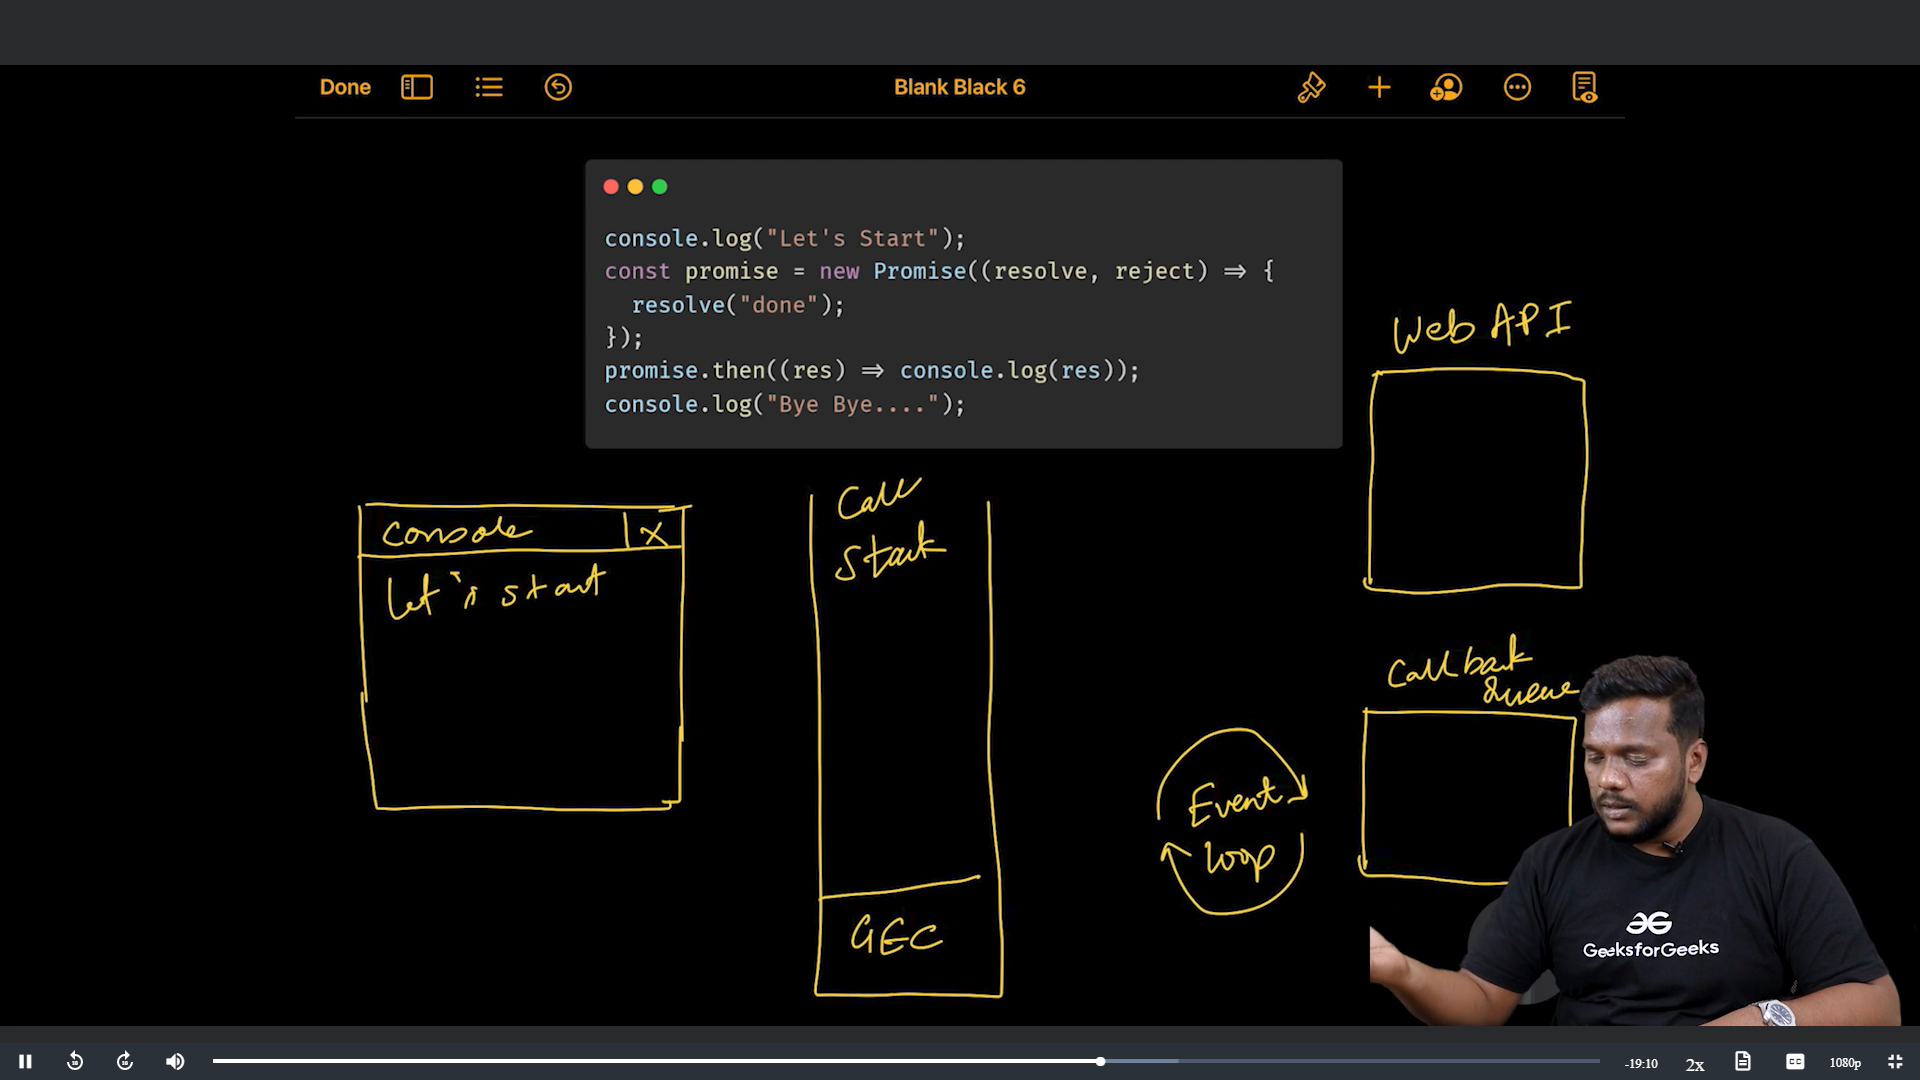 Done
Blank Black 6
console.log("Let's Start");
const promise = new Promise((resolve, reject) => {
resolve("done");
});
promise.then((res) => console.log(res));
console.log("Bye Bye....");
Web API
Console X
Let's start
Call
Stack
Callback
Queue
Event
loop
GEC
GeeksforGeeks
-19:10
2x
CC
1080p